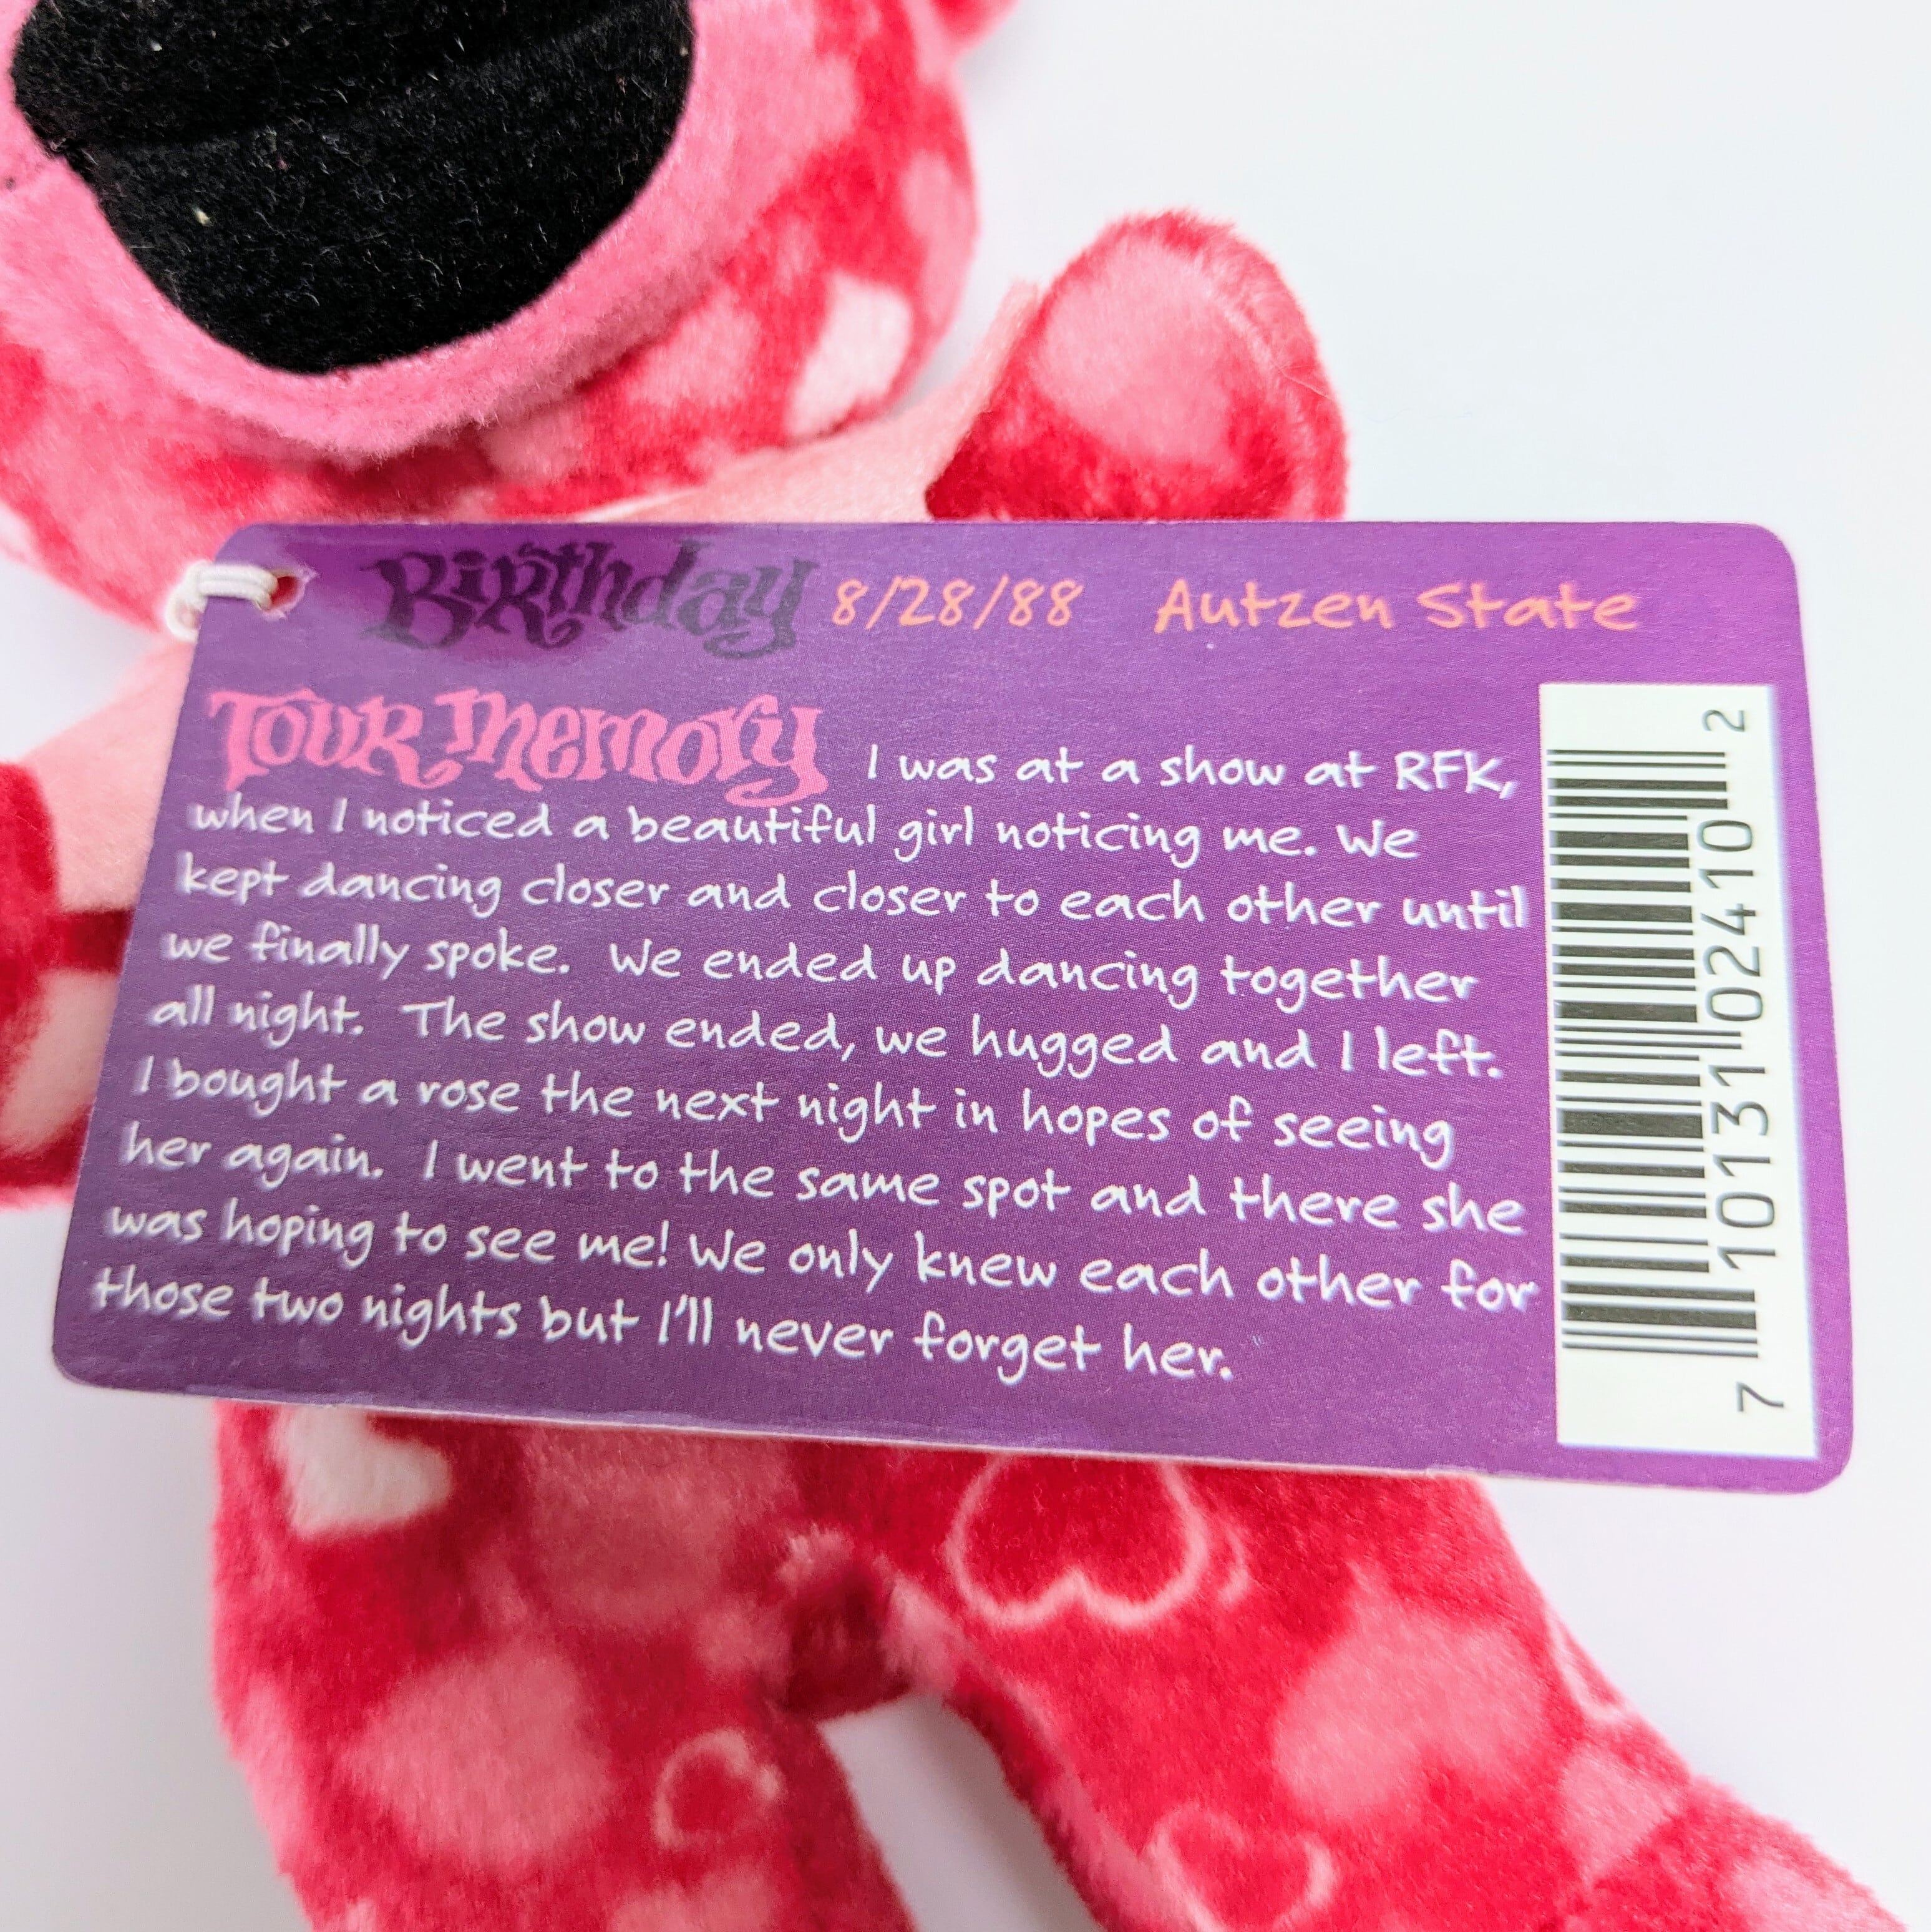 Birthday 8/28/88 Autzen State
Tour Memory I was at a show at RFK,
when I noticed a beautiful girl noticing me. We
kept dancing closer and closer to each other until
we finally spoke. We ended up dancing together
all night. The show ended, we hugged and I left.
I bought a rose the next night in hopes of seeing
her again. I went to the same spot and there she
was hoping to see me! We only knew each other for
those two nights but I'll never forget her.
7 10131 02410 2